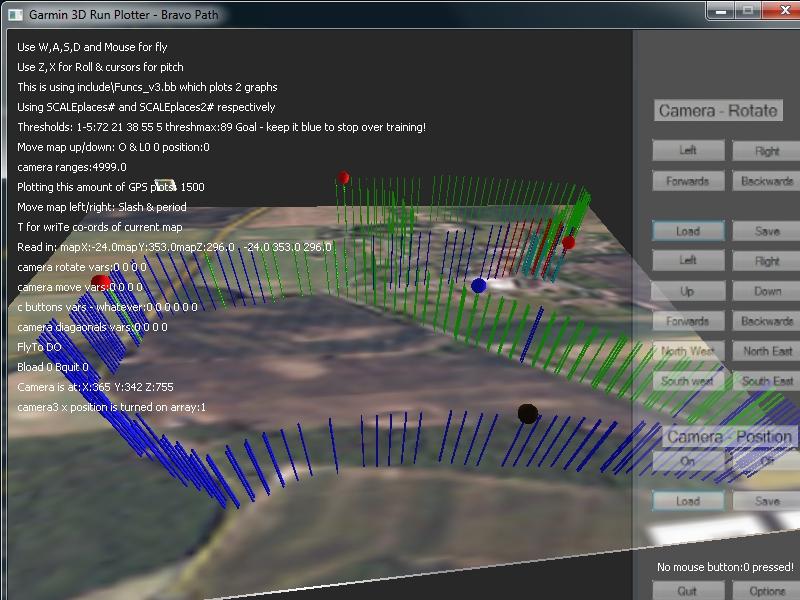 Garmin 3D Run Plotter - Bravo Path
Use W,A,S,D and Mouse for fly
Use Z,X for Roll & cursors for pitch
This is using include\Funcs_v3.bb which plots 2 graphs
Using SCALEplaces# and SCALEplaces2# respectively
Thresholds: 1-5:72 21 38 55 5 threshmax:89 Goal - keep it blue to stop over training!
Move map up/down: O & L0 0 position:0
camera ranges:4999.0
Plotting this amount of GPS plots: 1500
Move map left/right: Slash & period
T for wriTe co-ords of current map
Read in: mapX:-24.0mapY:353.0mapZ:296.0 , -24.0 353.0 296.0
camera rotate vars:0 0 0 0
camera move vars:0 0 0 0
c buttons vars - whatever:0 0 0 0 0 0
camera diagaonals vars:0 0 0 0
FlyTo DO
Bload 0 Bquit 0
Camera is at: X:365 Y:342 Z:755
camera3 x position is turned on array:1
Camera - Rotate
Left Right
Forwards Backwards
Load Save
Left Right
Up Down
Forwards Backwards
North West North East
South west South East
Camera - Position
On Off
Load Save
No mouse button:0 pressed!
Quit Options